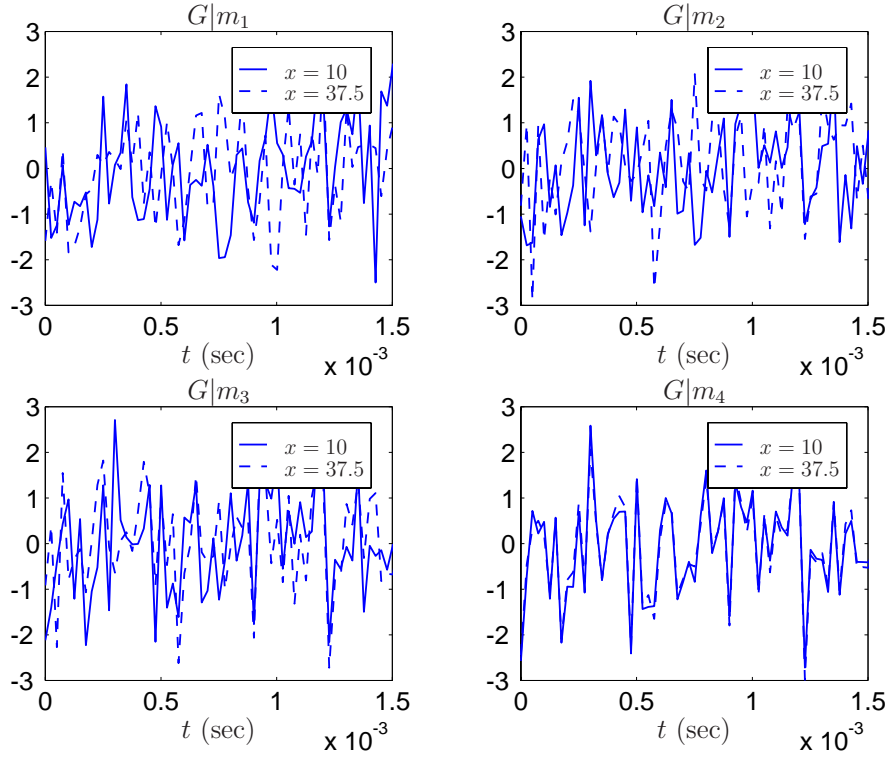 G|m₁
3
2
1
0
-1
-2
-3
x = 10
x = 37.5
0 0.5 1 1.5
t (sec)
x 10⁻³
G|m₂
3
2
1
0
-1
-2
-3
x = 10
x = 37.5
0 0.5 1 1.5
t (sec)
x 10⁻³
G|m₃
3
2
1
0
-1
-2
-3
x = 10
x = 37.5
0 0.5 1 1.5
t (sec)
x 10⁻³
G|m₄
3
2
1
0
-1
-2
-3
x = 10
x = 37.5
0 0.5 1 1.5
t (sec)
x 10⁻³